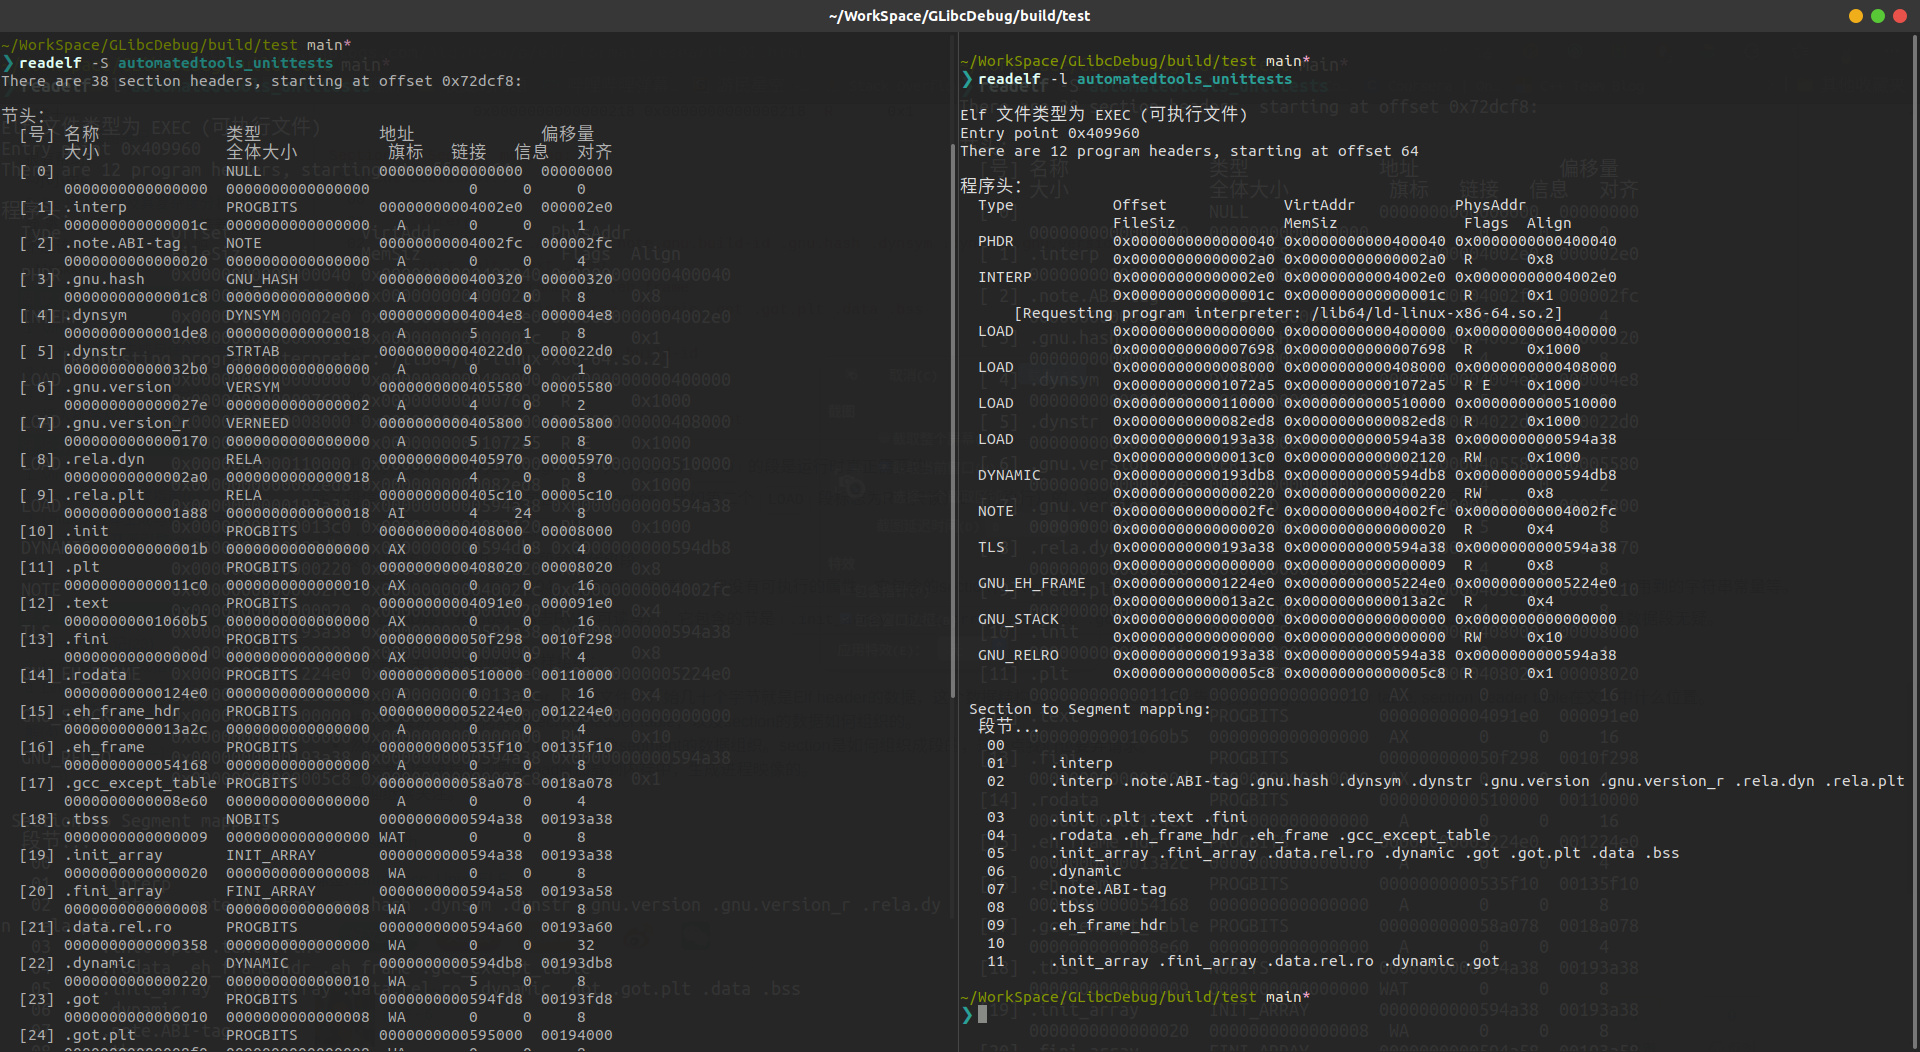 ~/WorkSpace/GLibcDebug/build/test
~/WorkSpace/GLibcDebug/build/test main*
❯ readelf -S automatedtools_unittests
There are 38 section headers, starting at offset 0x72dcf8:
节头:
[号] 名称 类型 地址 偏移量
大小 全体大小 旗标 链接 信息 对齐
[ 0] NULL 0000000000000000 00000000
0000000000000000 0000000000000000 0 0 0
[ 1] .interp PROGBITS 00000000004002e0 000002e0
000000000000001c 0000000000000000 A 0 0 1
[ 2] .note.ABI-tag NOTE 00000000004002fc 000002fc
0000000000000020 0000000000000000 A 0 0 4
[ 3] .gnu.hash GNU_HASH 0000000000400320 00000320
00000000000001c8 0000000000000000 A 4 0 8
[ 4] .dynsym DYNSYM 00000000004004e8 000004e8
0000000000001de8 0000000000000018 A 5 1 8
[ 5] .dynstr STRTAB 00000000004022d0 000022d0
00000000000032b0 0000000000000000 A 0 0 1
[ 6] .gnu.version VERSYM 0000000000405580 00005580
000000000000027e 0000000000000002 A 4 0 2
[ 7] .gnu.version_r VERNEED 0000000000405800 00005800
0000000000000170 0000000000000000 A 5 5 8
[ 8] .rela.dyn RELA 0000000000405970 00005970
00000000000002a0 0000000000000018 A 4 0 8
[ 9] .rela.plt RELA 0000000000405c10 00005c10
0000000000001a88 0000000000000018 AI 4 24 8
[10] .init PROGBITS 0000000000408000 00008000
000000000000001b 0000000000000000 AX 0 0 4
[11] .plt PROGBITS 0000000000408020 00008020
00000000000011c0 0000000000000010 AX 0 0 16
[12] .text PROGBITS 00000000004091e0 000091e0
00000000001060b5 0000000000000000 AX 0 0 16
[13] .fini PROGBITS 000000000050f298 0010f298
000000000000000d 0000000000000000 AX 0 0 4
[14] .rodata PROGBITS 0000000000510000 00110000
00000000000124e0 0000000000000000 A 0 0 16
[15] .eh_frame_hdr PROGBITS 00000000005224e0 001224e0
0000000000013a2c 0000000000000000 A 0 0 4
[16] .eh_frame PROGBITS 0000000000535f10 00135f10
0000000000054168 0000000000000000 A 0 0 8
[17] .gcc_except_table PROGBITS 000000000058a078 0018a078
0000000000008e60 0000000000000000 A 0 0 4
[18] .tbss NOBITS 0000000000594a38 00193a38
0000000000000009 0000000000000000 WAT 0 0 8
[19] .init_array INIT_ARRAY 0000000000594a38 00193a38
0000000000000020 0000000000000008 WA 0 0 8
[20] .fini_array FINI_ARRAY 0000000000594a58 00193a58
0000000000000008 0000000000000008 WA 0 0 8
[21] .data.rel.ro PROGBITS 0000000000594a60 00193a60
0000000000000358 0000000000000000 WA 0 0 32
[22] .dynamic DYNAMIC 0000000000594db8 00193db8
0000000000000220 0000000000000010 WA 5 0 8
[23] .got PROGBITS 0000000000594fd8 00193fd8
0000000000000010 0000000000000008 WA 0 0 8
[24] .got.plt PROGBITS 0000000000595000 00194000
~/WorkSpace/GLibcDebug/build/test main*
❯ readelf -l automatedtools_unittests
Elf 文件类型为 EXEC (可执行文件)
Entry point 0x409960
There are 12 program headers, starting at offset 64
程序头:
Type Offset VirtAddr PhysAddr
FileSiz MemSiz Flags Align
PHDR 0x0000000000000040 0x0000000000400040 0x0000000000400040
0x00000000000002a0 0x00000000000002a0 R 0x8
INTERP 0x00000000000002e0 0x00000000004002e0 0x00000000004002e0
0x000000000000001c 0x000000000000001c R 0x1
[Requesting program interpreter: /lib64/ld-linux-x86-64.so.2]
LOAD 0x0000000000000000 0x0000000000400000 0x0000000000400000
0x0000000000007698 0x0000000000007698 R 0x1000
LOAD 0x0000000000008000 0x0000000000408000 0x0000000000408000
0x00000000001072a5 0x00000000001072a5 R E 0x1000
LOAD 0x0000000000110000 0x0000000000510000 0x0000000000510000
0x0000000000082ed8 0x0000000000082ed8 R 0x1000
LOAD 0x0000000000193a38 0x0000000000594a38 0x0000000000594a38
0x00000000000013c0 0x0000000000002120 RW 0x1000
DYNAMIC 0x0000000000193db8 0x0000000000594db8 0x0000000000594db8
0x0000000000000220 0x0000000000000220 RW 0x8
NOTE 0x00000000000002fc 0x00000000004002fc 0x00000000004002fc
0x0000000000000020 0x0000000000000020 R 0x4
TLS 0x0000000000193a38 0x0000000000594a38 0x0000000000594a38
0x0000000000000000 0x0000000000000009 R 0x8
GNU_EH_FRAME 0x00000000001224e0 0x00000000005224e0 0x00000000005224e0
0x0000000000013a2c 0x0000000000013a2c R 0x4
GNU_STACK 0x0000000000000000 0x0000000000000000 0x0000000000000000
0x0000000000000000 0x0000000000000000 RW 0x10
GNU_RELRO 0x0000000000193a38 0x0000000000594a38 0x0000000000594a38
0x00000000000005c8 0x00000000000005c8 R 0x1
Section to Segment mapping:
段节...
00
01 .interp
02 .interp .note.ABI-tag .gnu.hash .dynsym .dynstr .gnu.version .gnu.version_r .rela.dyn .rela.plt
03 .init .plt .text .fini
04 .rodata .eh_frame_hdr .eh_frame .gcc_except_table
05 .init_array .fini_array .data.rel.ro .dynamic .got .got.plt .data .bss
06 .dynamic
07 .note.ABI-tag
08 .tbss
09 .eh_frame_hdr
10
11 .init_array .fini_array .data.rel.ro .dynamic .got
~/WorkSpace/GLibcDebug/build/test main*
❯